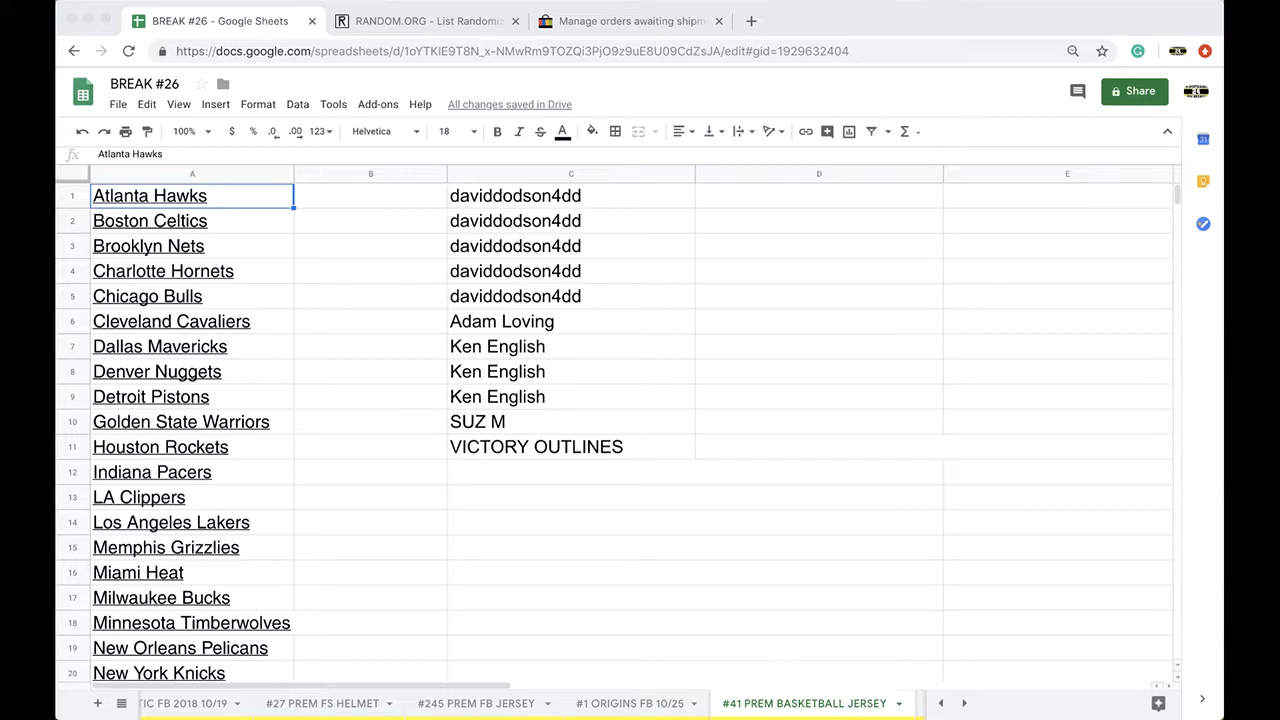 BREAK #26 - Google Sheets
RANDOM.ORG - List Randomi
Manage orders awaiting shipm
https://docs.google.com/spreadsheets/d/1oYTKlE9T8N_x-NMwRm9TOZQi3PjO9z9uE8U09CdZsJA/edit#gid=1929632404
BREAK #26
File Edit View Insert Format Data Tools Add-ons Help All changes saved in Drive
Share
100% $ % .0 .00 123 Helvetica 18 B I S A
fx Atlanta Hawks
A B C D E
1 Atlanta Hawks daviddodson4dd
2 Boston Celtics daviddodson4dd
3 Brooklyn Nets daviddodson4dd
4 Charlotte Hornets daviddodson4dd
5 Chicago Bulls daviddodson4dd
6 Cleveland Cavaliers Adam Loving
7 Dallas Mavericks Ken English
8 Denver Nuggets Ken English
9 Detroit Pistons Ken English
10 Golden State Warriors SUZ M
11 Houston Rockets VICTORY OUTLINES
12 Indiana Pacers
13 LA Clippers
14 Los Angeles Lakers
15 Memphis Grizzlies
16 Miami Heat
17 Milwaukee Bucks
18 Minnesota Timberwolves
19 New Orleans Pelicans
20 New York Knicks
TIC FB 2018 10/19 #27 PREM FS HELMET #245 PREM FB JERSEY #1 ORIGINS FB 10/25 #41 PREM BASKETBALL JERSEY